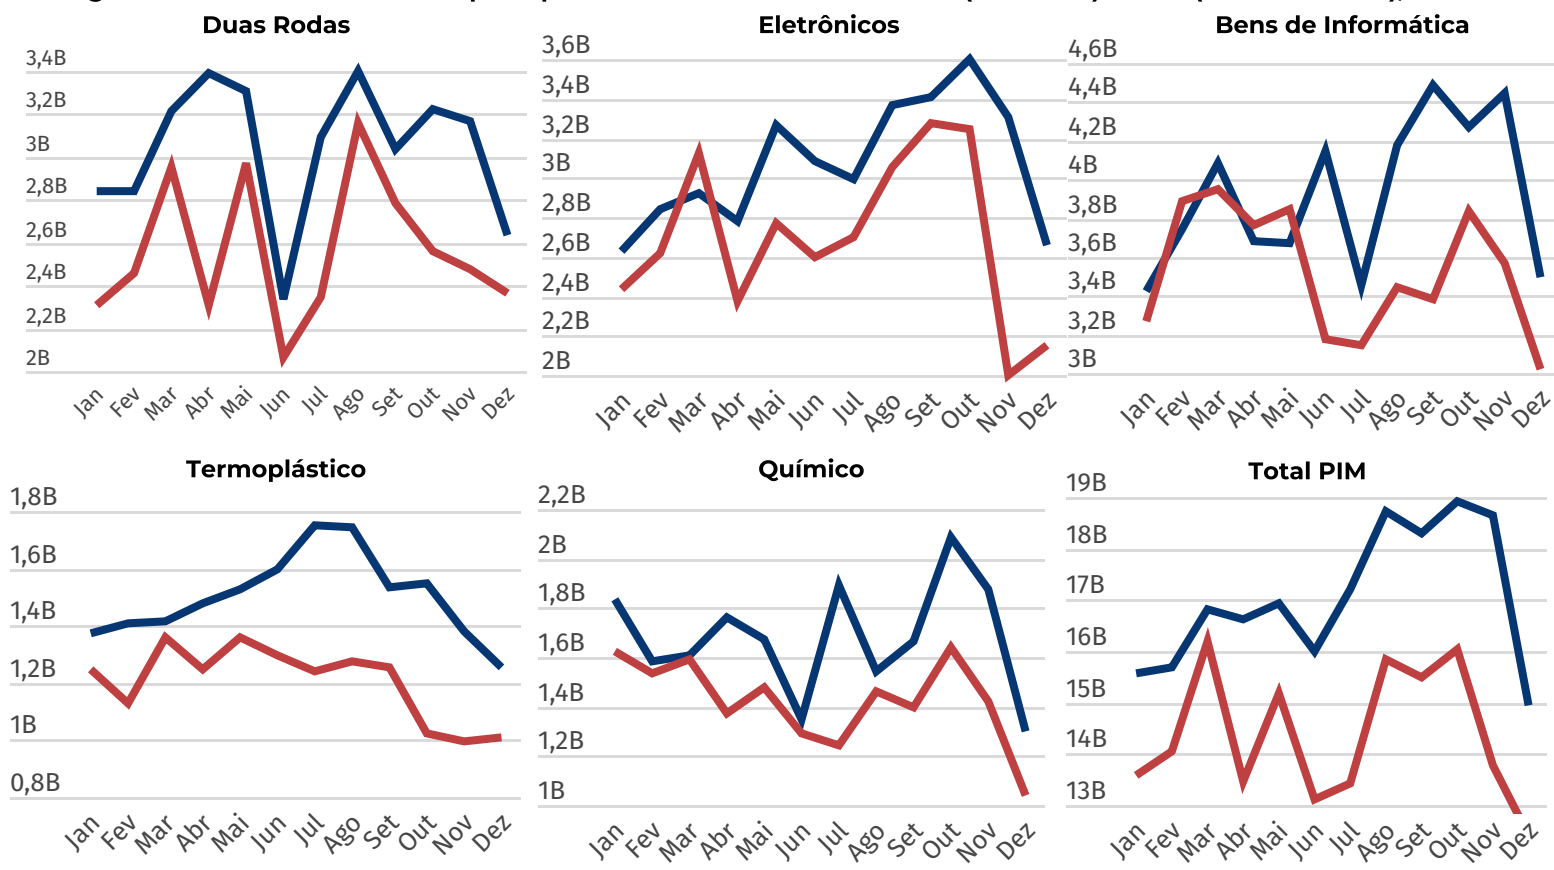 Duas Rodas
3,4B
3,2B
3B
2,8B
2,6B
2,4B
2,2B
2B
Jan Fev Mar Abr Mai Jun Jul Ago Set Out Nov Dez
Eletrônicos
3,6B
3,4B
3,2B
3B
2,8B
2,6B
2,4B
2,2B
2B
Jan Fev Mar Abr Mai Jun Jul Ago Set Out Nov Dez
Bens de Informática
4,6B
4,4B
4,2B
4B
3,8B
3,6B
3,4B
3,2B
3B
Jan Fev Mar Abr Mai Jun Jul Ago Set Out Nov Dez
Termoplástico
1,8B
1,6B
1,4B
1,2B
1B
0,8B
Jan Fev Mar Abr Mai Jun Jul Ago Set Out Nov Dez
Químico
2,2B
2B
1,8B
1,6B
1,4B
1,2B
1B
Jan Fev Mar Abr Mai Jun Jul Ago Set Out Nov Dez
Total PIM
19B
18B
17B
16B
15B
14B
13B
Jan Fev Mar Abr Mai Jun Jul Ago Set Out Nov Dez